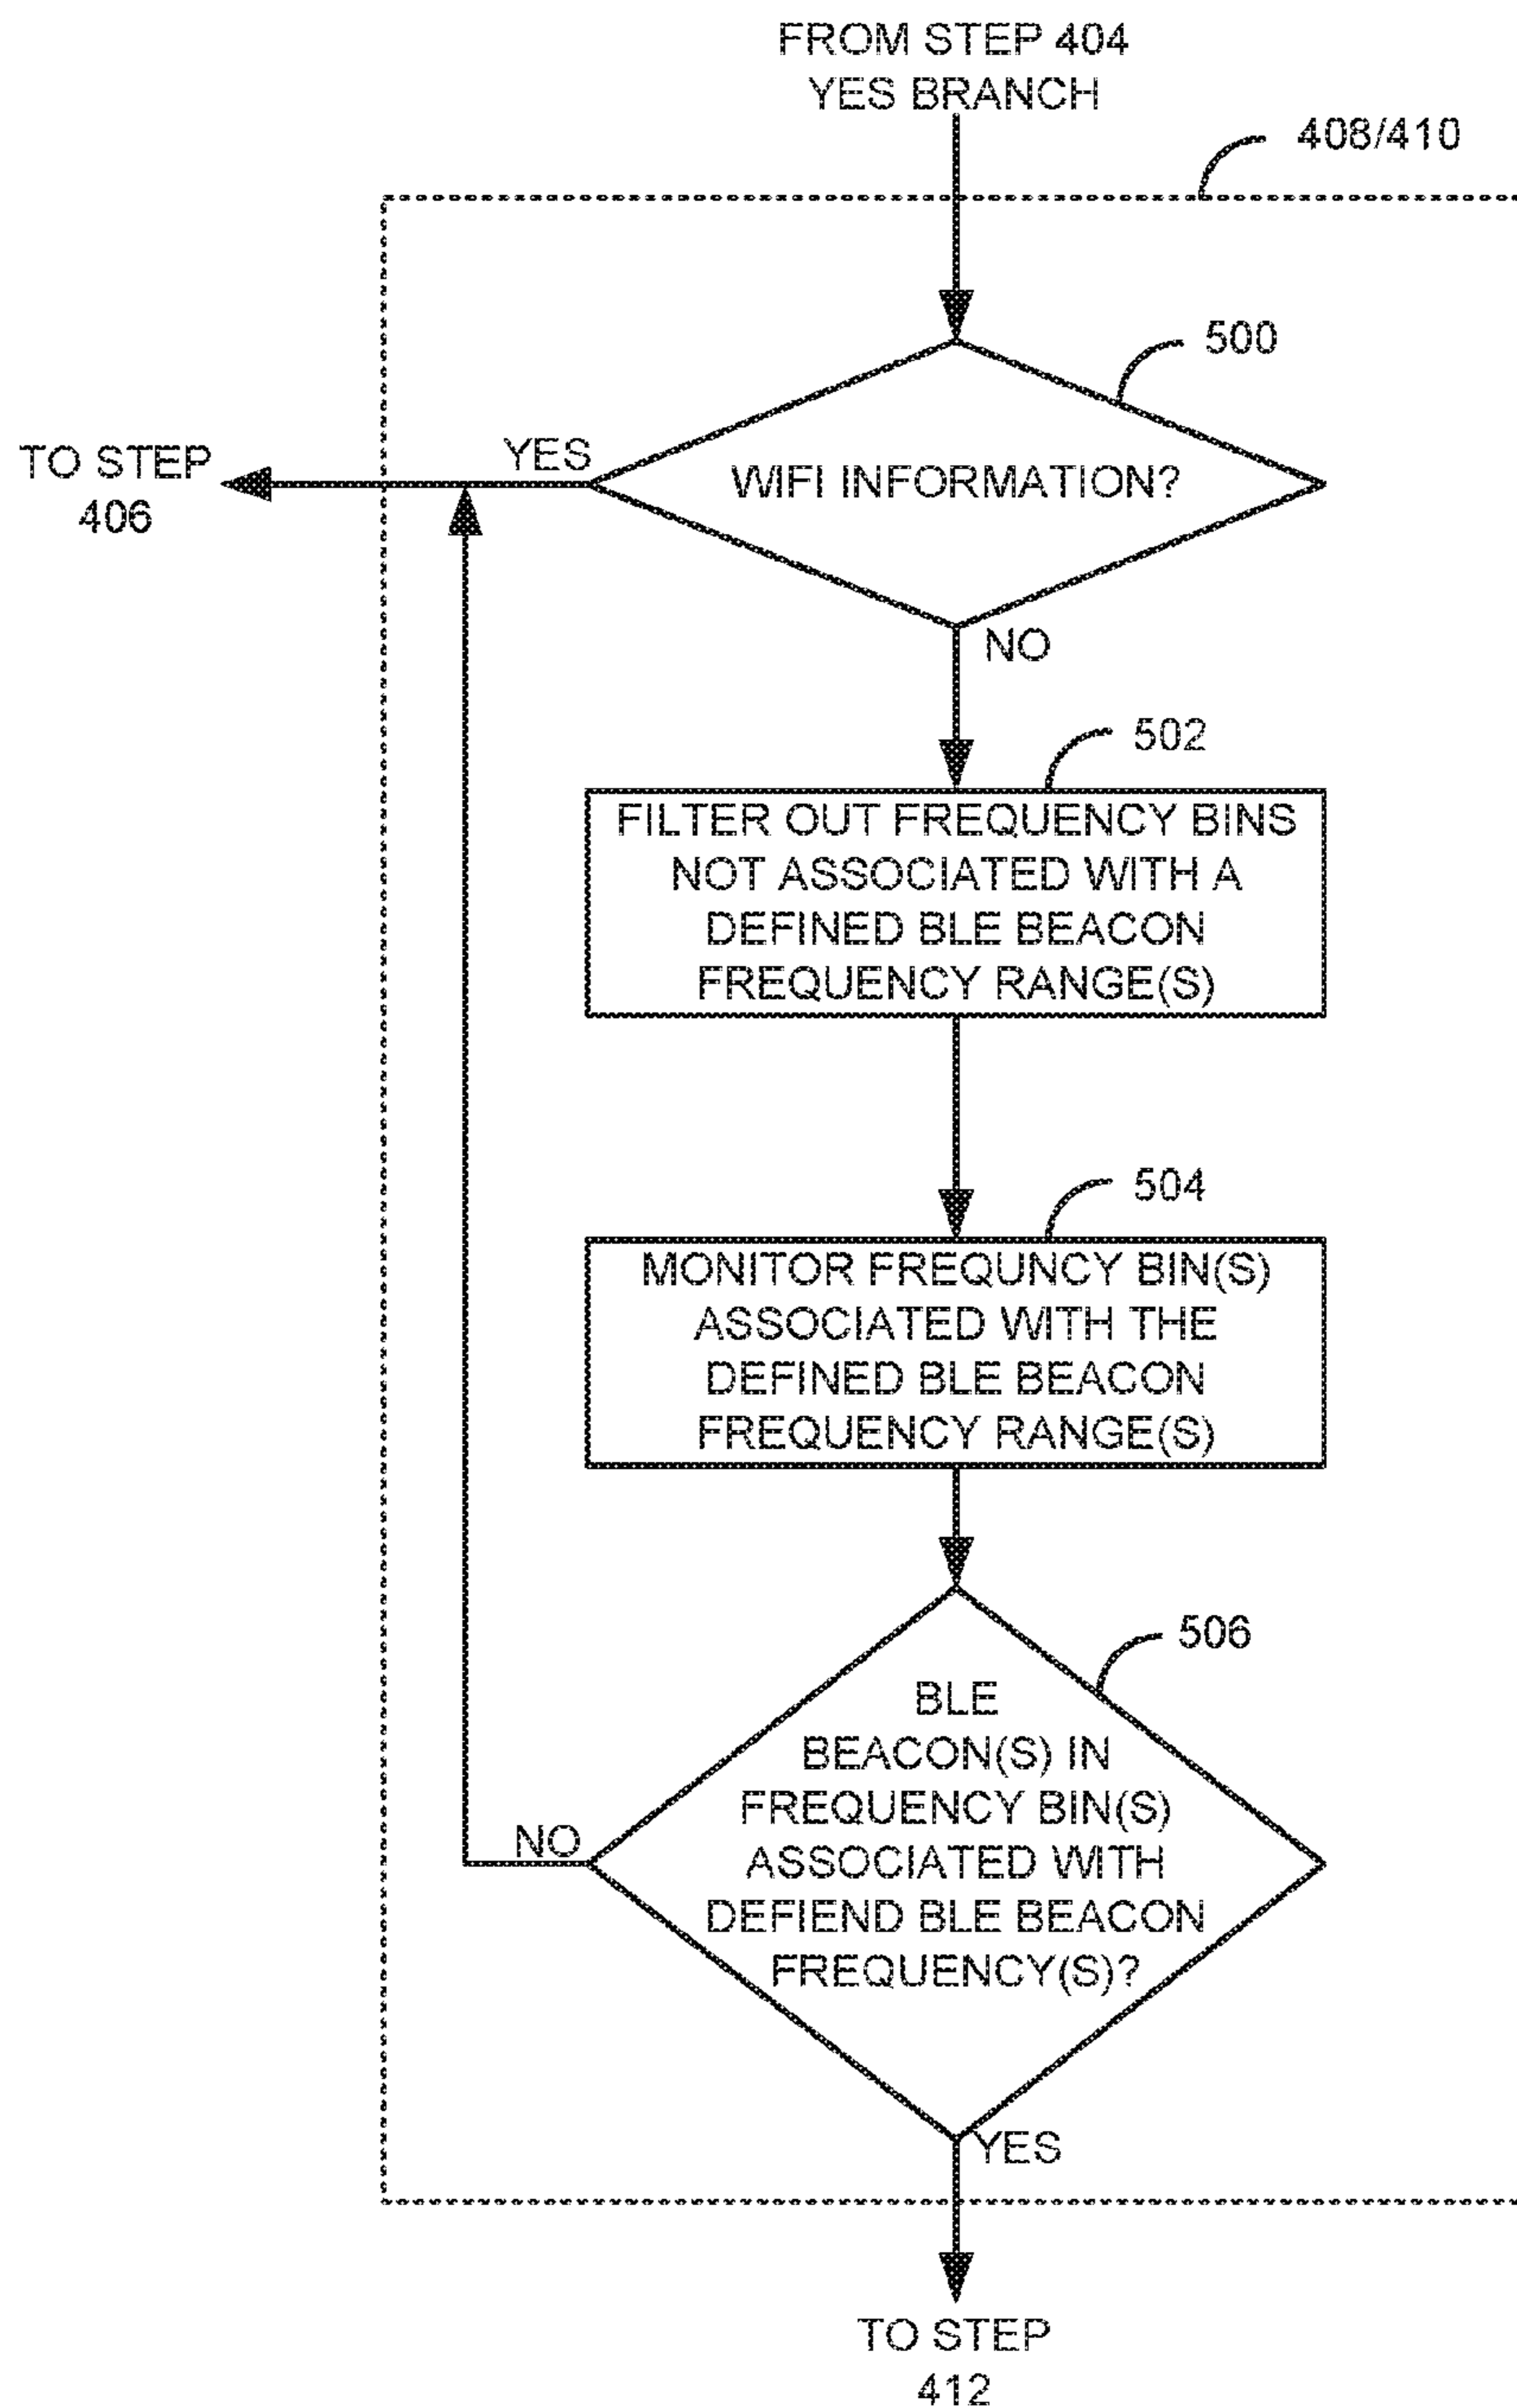 FROM STEP 404
YES BRANCH
408/410
500
YES
WIFI INFORMATION?
TO STEP
406
NO
502
FILTER OUT FREQUENCY BINS
NOT ASSOCIATED WITH A
DEFINED BLE BEACON
FREQUENCY RANGE(S)
504
MONITOR FREQUNCY BIN(S)
ASSOCIATED WITH THE
DEFINED BLE BEACON
FREQUENCY RANGE(S)
506
BLE
BEACON(S) IN
FREQUENCY BIN(S)
ASSOCIATED WITH
DEFIEND BLE BEACON
FREQUENCY(S)?
NO
YES
TO STEP
412